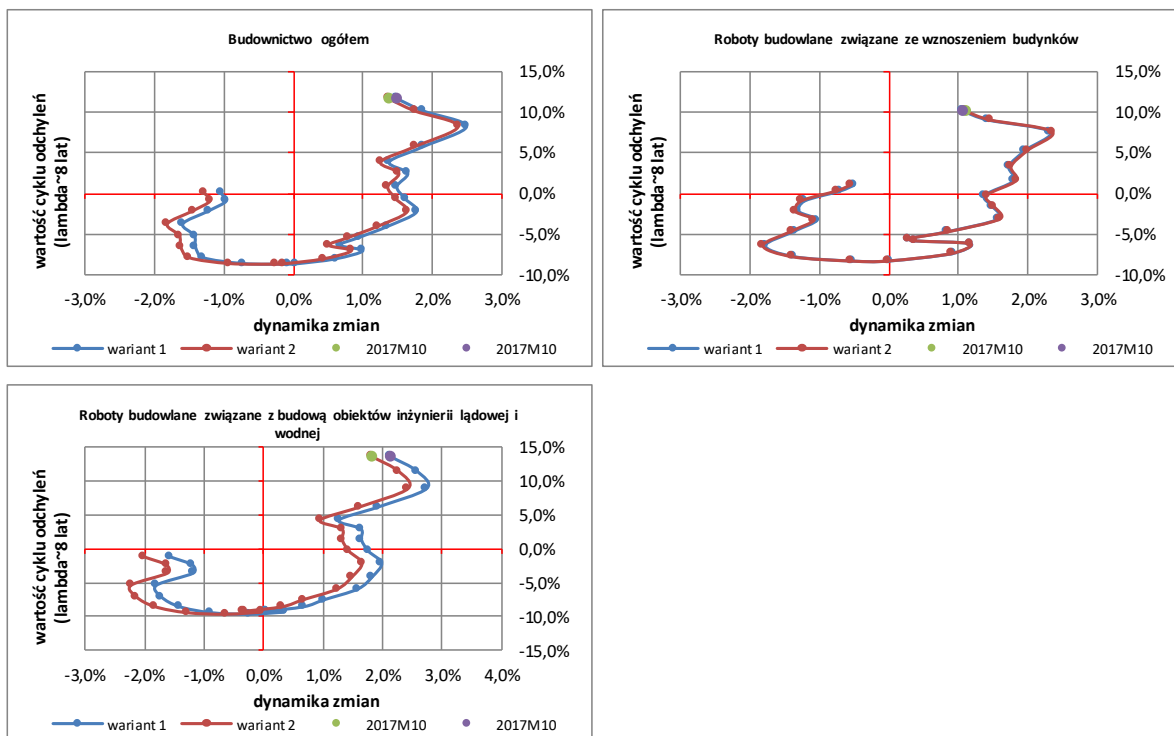 Budownictwo ogółem
15,0%
10,0%
5,0%
0,0%
-5,0%
-10,0%
wartość cyklu odchyleń
(lambda~8 lat)
-3,0% -2,0% -1,0% 0,0% 1,0% 2,0% 3,0%
dynamika zmian
wariant 1 wariant 2 2017M10 2017M10
Roboty budowlane związane ze wznoszeniem budynków
15,0%
10,0%
5,0%
0,0%
-5,0%
-10,0%
wartość cyklu odchyleń
(lambda~8 lat)
-3,0% -2,0% -1,0% 0,0% 1,0% 2,0% 3,0%
dynamika zmian
wariant 1 wariant 2 2017M10 2017M10
Roboty budowlane związane z budową obiektów inżynierii lądowej i
wodnej
15,0%
10,0%
5,0%
0,0%
-5,0%
-10,0%
-15,0%
wartość cyklu odchyleń
(lambda~8 lat)
-3,0% -2,0% -1,0% 0,0% 1,0% 2,0% 3,0% 4,0%
dynamika zmian
wariant 1 wariant 2 2017M10 2017M10